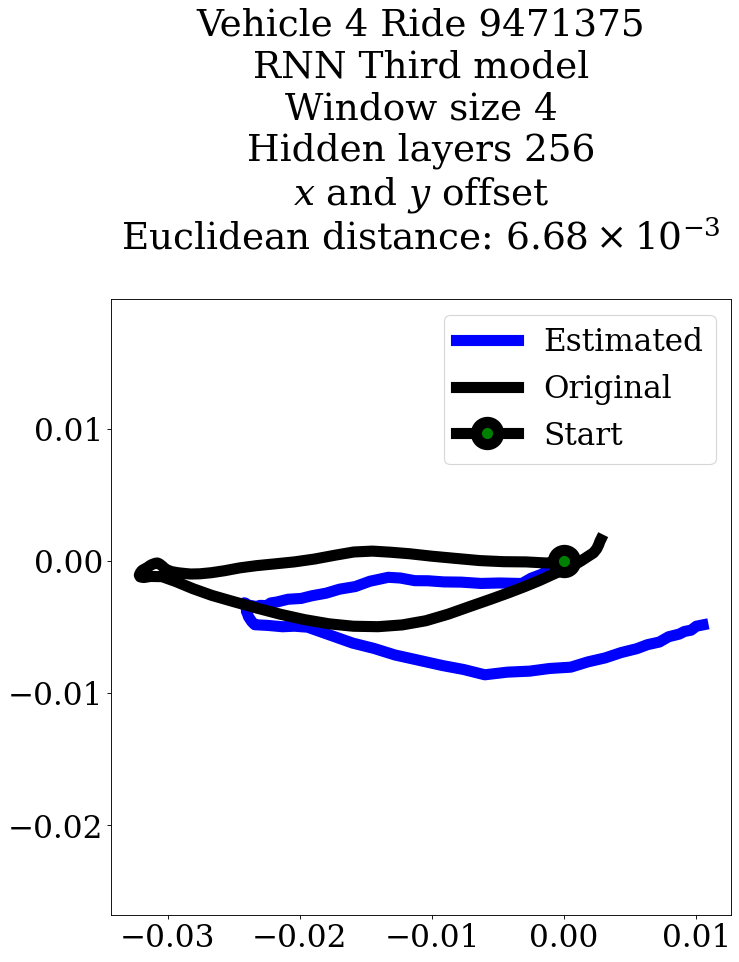 Vehicle 4 Ride 9471375
RNN Third model
Window size 4
Hidden layers 256
x and y offset
Euclidean distance: 6.68 × 10⁻³
Estimated
Original
Start
0.01
0.00
−0.01
−0.02
−0.03 −0.02 −0.01 0.00 0.01